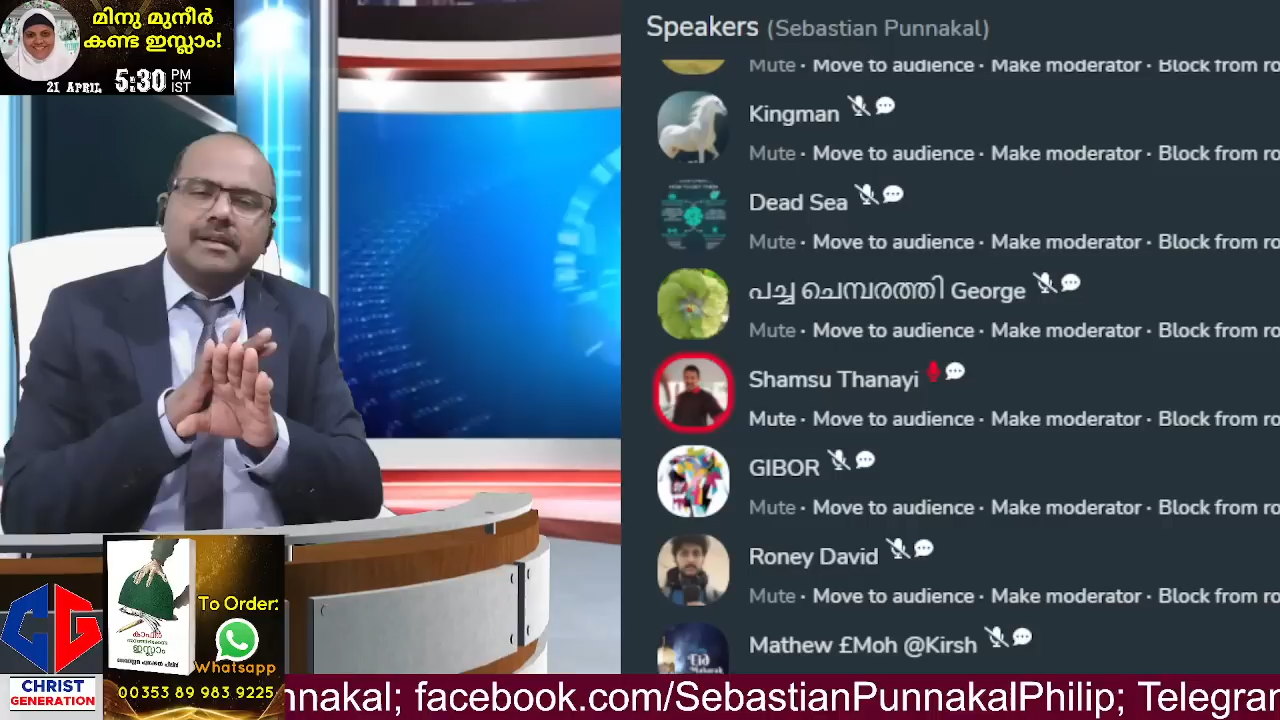 മിനു മുനീർ
കണ്ട ഇസ്ലാം!
21 APRIL 5:30 PM IST
Speakers (Sebastian Punnakal)
Mute · Move to audience · Make moderator · Block from ro
Kingman
Mute · Move to audience · Make moderator · Block from ro
Dead Sea
Mute · Move to audience · Make moderator · Block from ro
പച്ച ചെമ്പരത്തി George
Mute · Move to audience · Make moderator · Block from ro
Shamsu Thanayi
Mute · Move to audience · Make moderator · Block from ro
GIBOR
Mute · Move to audience · Make moderator · Block from ro
Roney David
Mute · Move to audience · Make moderator · Block from ro
Mathew £Moh @Kirsh
Eid
CG
CHRIST
GENERATION
ഇസ്ലാം
To Order:
Whatsapp
00353 89 983 9225
nnakal; facebook.com/SebastianPunnakalPhilip; Telegrar